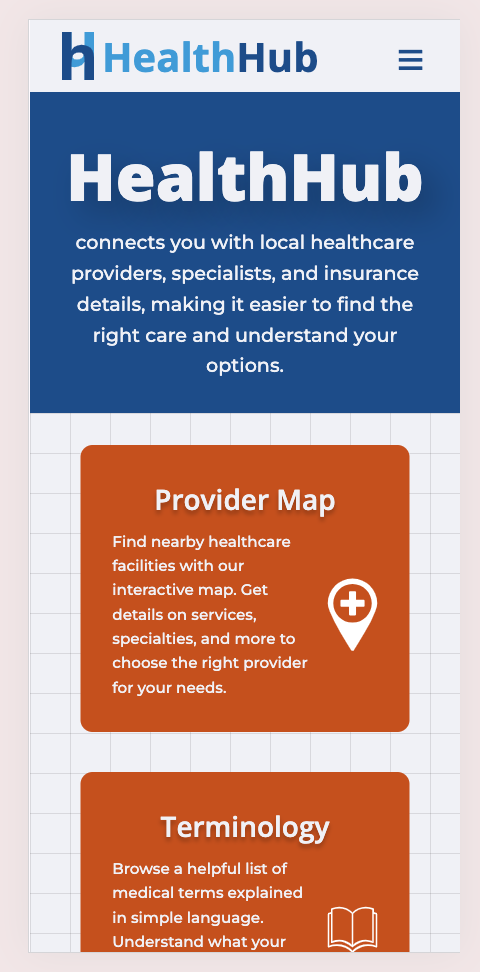 HealthHub
HealthHub
connects you with local healthcare
providers, specialists, and insurance
details, making it easier to find the
right care and understand your
options.
Provider Map
Find nearby healthcare
facilities with our
interactive map. Get
details on services,
specialties, and more to
choose the right provider
for your needs.
Terminology
Browse a helpful list of
medical terms explained
in simple language.
Understand what your